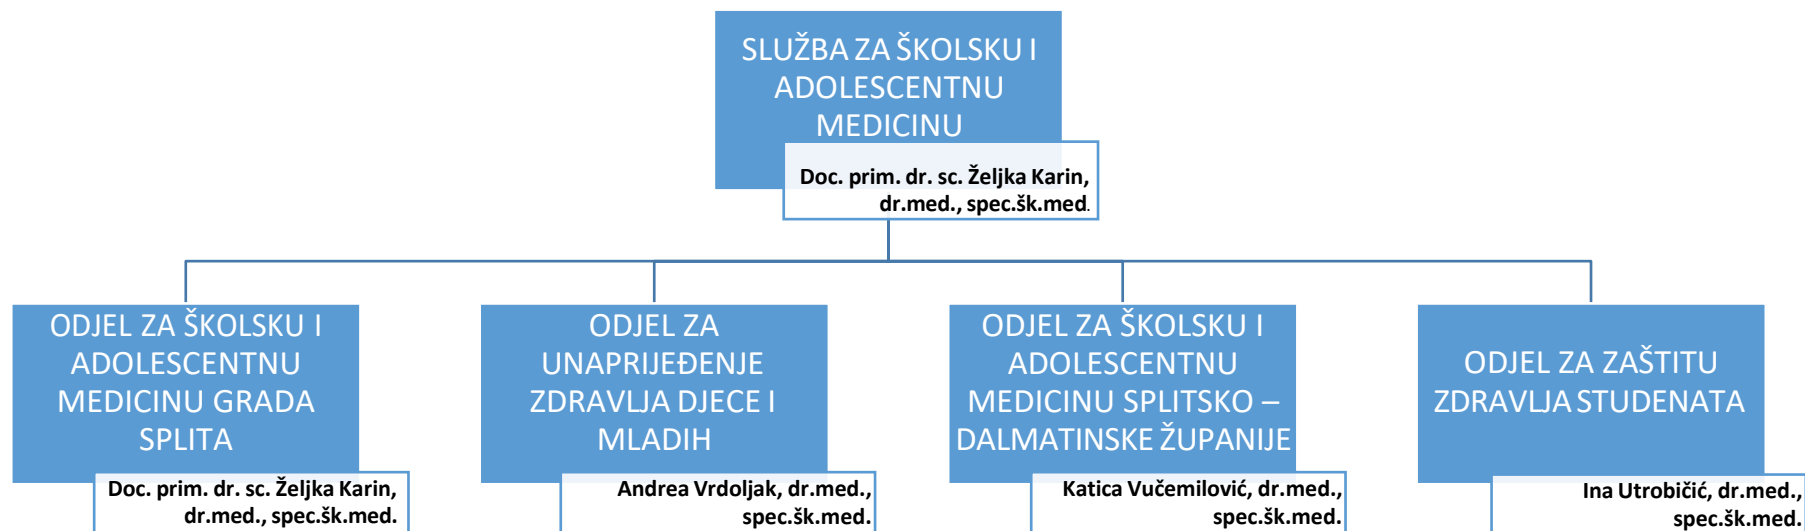 SLUŽBA ZA ŠKOLSKU I
ADOLESCENTNU
MEDICINU
Doc. prim. dr. sc. Željka Karin,
dr.med., spec.šk.med.
ODJEL ZA ŠKOLSKU I
ADOLESCENTNU
MEDICINU GRADA
SPLITA
Doc. prim. dr. sc. Željka Karin,
dr.med., spec.šk.med.
ODJEL ZA
UNAPRIJEĐENJE
ZDRAVLJA DJECE I
MLADIH
Andrea Vrdoljak, dr.med.,
spec.šk.med.
ODJEL ZA ŠKOLSKU I
ADOLESCENTNU
MEDICINU SPLITSKO –
DALMATINSKE ŽUPANIJE
Katica Vučemilović, dr.med.,
spec.šk.med.
ODJEL ZA ZAŠTITU
ZDRAVLJA STUDENATA
Ina Utrobičić, dr.med.,
spec.šk.med.